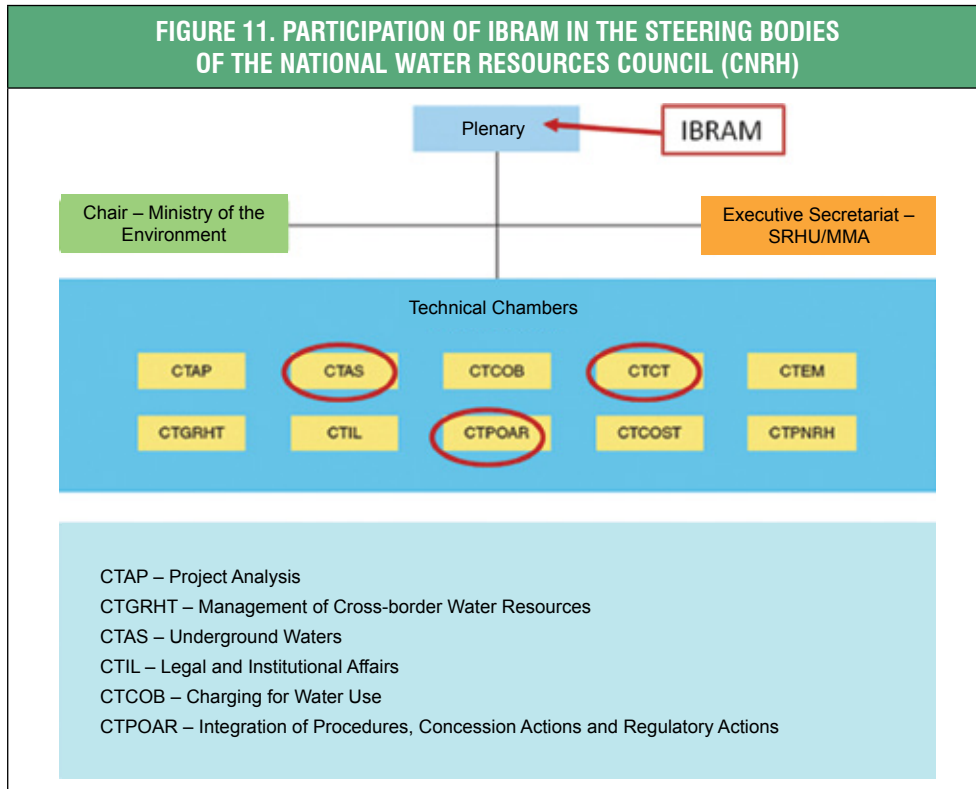 FIGURE 11. PARTICIPATION OF IBRAM IN THE STEERING BODIES
OF THE NATIONAL WATER RESOURCES COUNCIL (CNRH)
Plenary
IBRAM
Chair – Ministry of the
Environment
Executive Secretariat –
SRHU/MMA
Technical Chambers
CTAP
CTAS
CTCOB
CTCT
CTEM
CTGRHT
CTIL
CTPOAR
CTCOST
CTPNRH
CTAP – Project Analysis
CTGRHT – Management of Cross-border Water Resources
CTAS – Underground Waters
CTIL – Legal and Institutional Affairs
CTCOB – Charging for Water Use
CTPOAR – Integration of Procedures, Concession Actions and Regulatory Actions